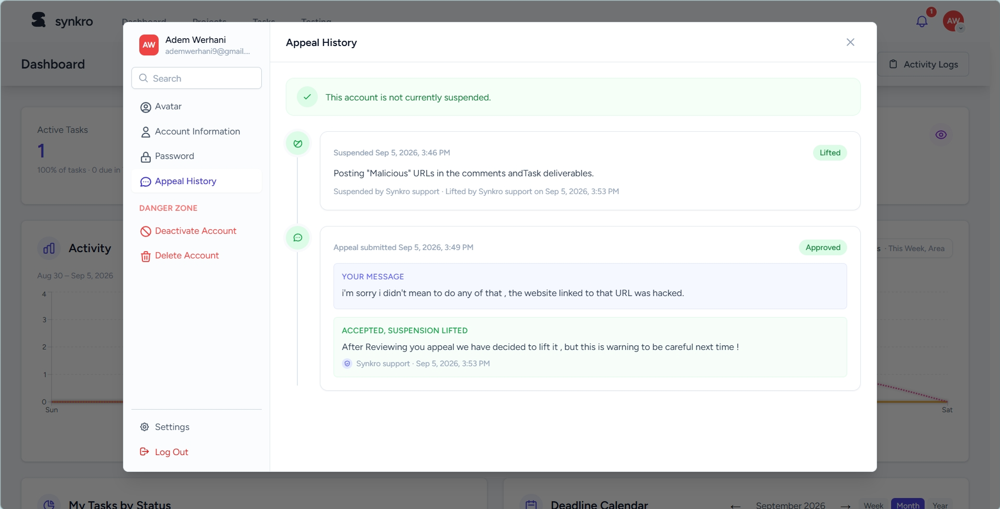 synkro
Dashboard Projects Tasks Testing
1
AW
Dashboard
Activity Logs
Active Tasks
1
100% of tasks · 0 due in
Activity
Aug 30 – Sep 5, 2026
· This Week, Area
4
3
2
1
0
Sun
Sat
My Tasks by Status
Deadline Calendar
September 2026
Week
Month
Year
AW
Adem Werhani
ademwerhani9@gmail....
Search
Avatar
Account Information
Password
Appeal History
DANGER ZONE
Deactivate Account
Delete Account
Settings
Log Out
Appeal History
This account is not currently suspended.
Suspended Sep 5, 2026, 3:46 PM
Lifted
Posting "Malicious" URLs in the comments andTask deliverables.
Suspended by Synkro support · Lifted by Synkro support on Sep 5, 2026, 3:53 PM
Appeal submitted Sep 5, 2026, 3:49 PM
Approved
YOUR MESSAGE
i'm sorry i didn't mean to do any of that , the website linked to that URL was hacked.
ACCEPTED, SUSPENSION LIFTED
After Reviewing you appeal we have decided to lift it , but this is warning to be careful next time !
Synkro support · Sep 5, 2026, 3:53 PM